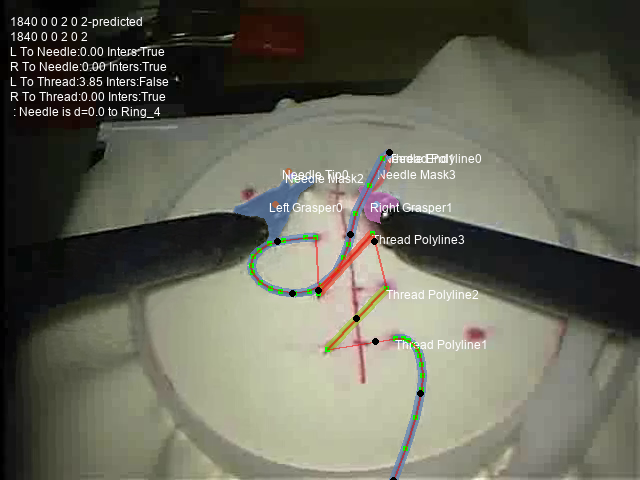 1840 0 0 2 0 2-predicted
1840 0 0 2 0 2
L To Needle:0.00 Inters:True
R To Needle:0.00 Inters:True
L To Thread:3.85 Inters:False
R To Thread:0.00 Inters:True
: Needle is d=0.0 to Ring_4
Polyline0
Needle Tip0
Needle Mask2
Needle Mask3
Left Grasper0
Right Grasper1
Thread Polyline3
Thread Polyline2
Thread Polyline1